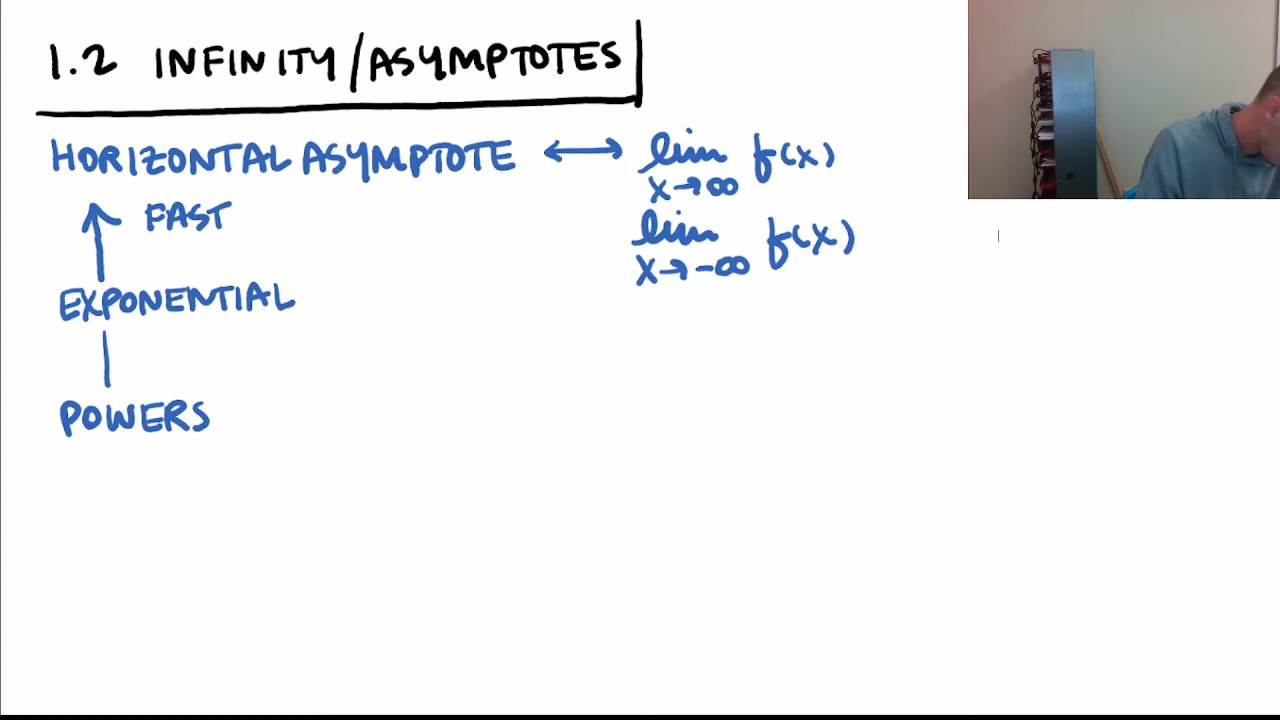 1.2 INFINITY/ASYMPTOTES
HORIZONTAL ASYMPTOTE ⟷ lim f(x)
x→∞
FAST
lim f(x)
x→-∞
EXPONENTIAL
POWERS